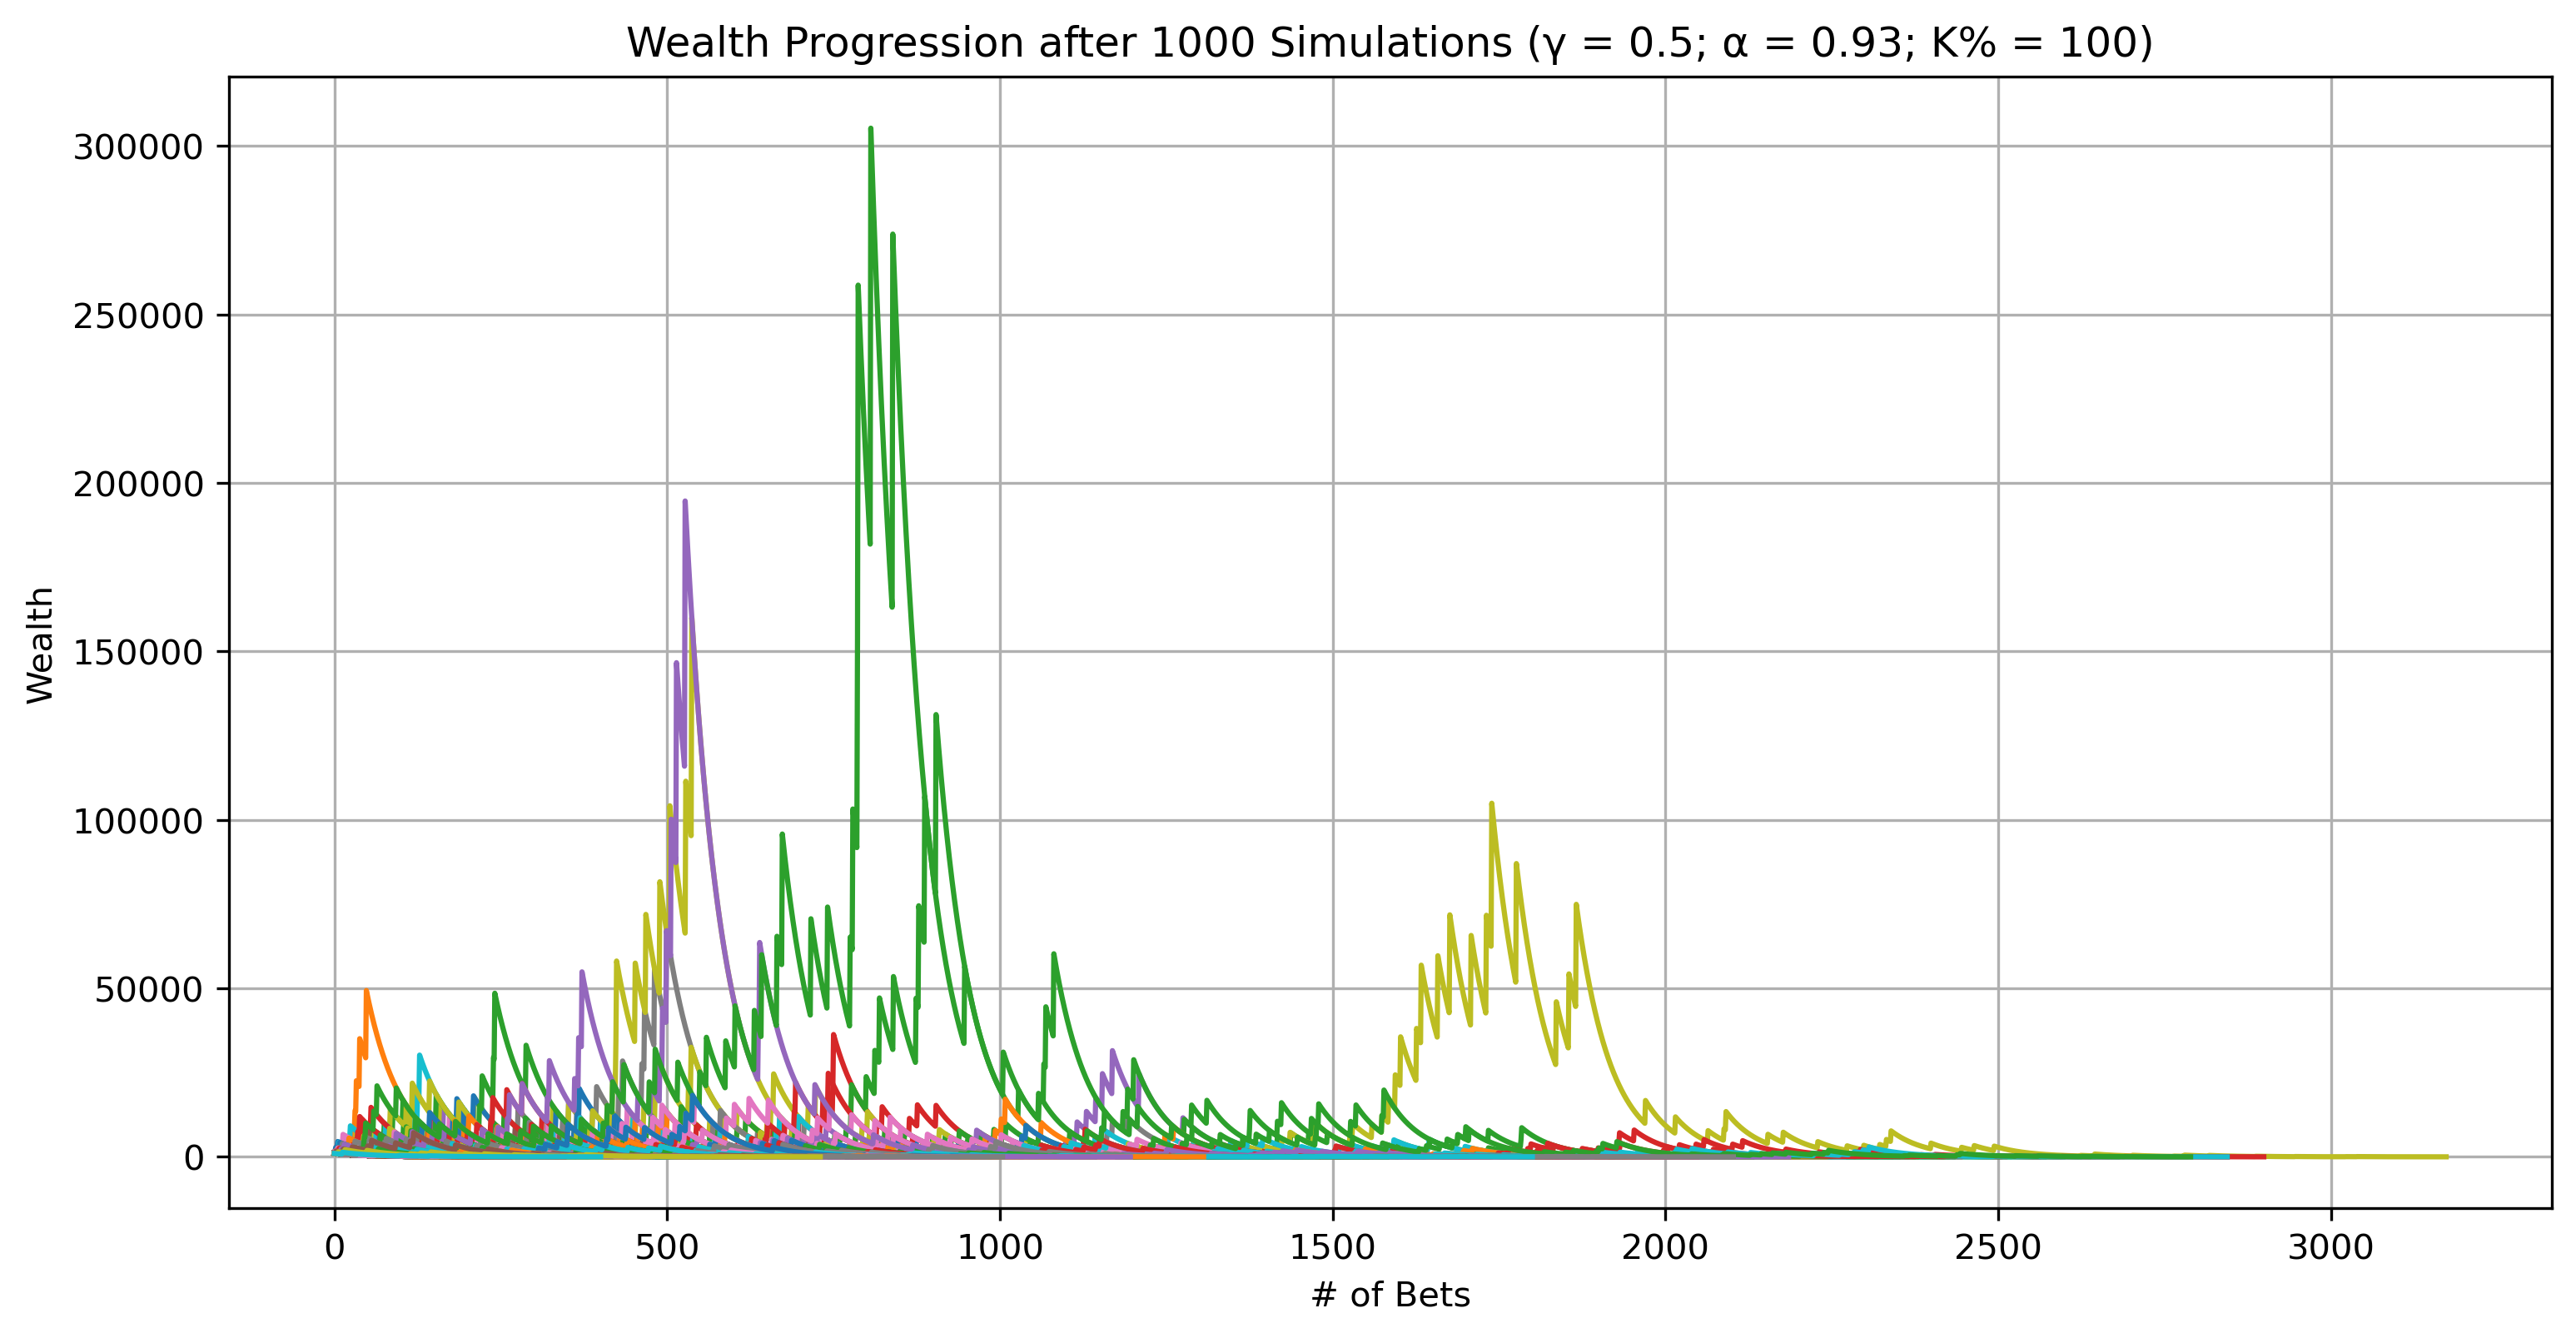 Wealth Progression after 1000 Simulations (γ = 0.5; α = 0.93; K% = 100)
300000
250000
200000
150000
100000
50000
0
Wealth
0 500 1000 1500 2000 2500 3000
# of Bets